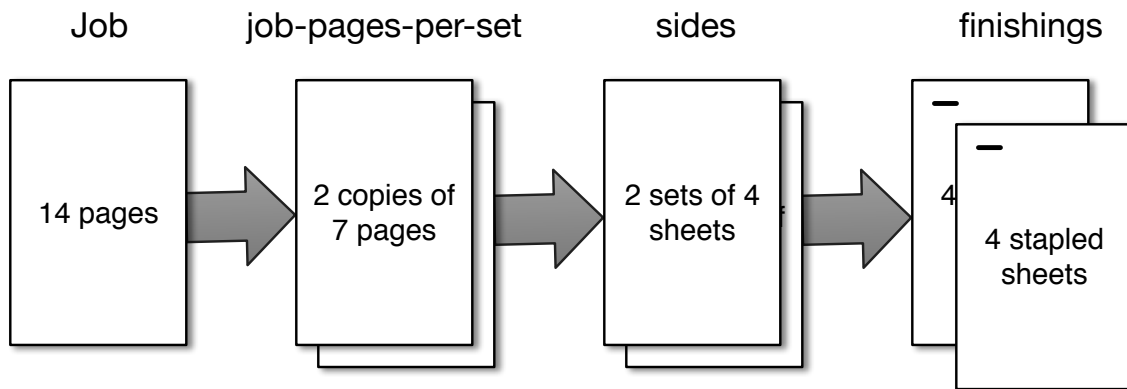 Job
job-pages-per-set
sides
finishings
14 pages
2 copies of
7 pages
2 sets of 4
sheets
4
4 stapled
sheets